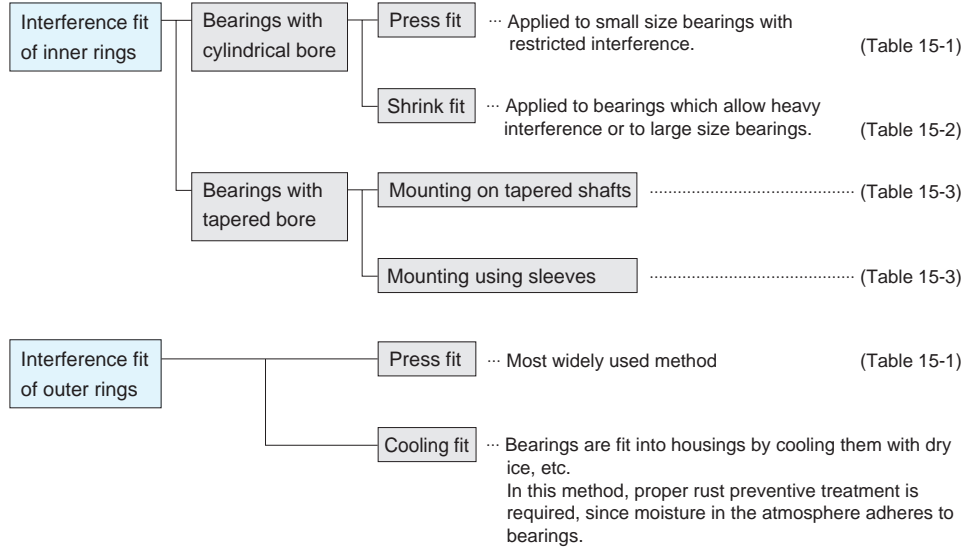 Interference fit
of inner rings
Bearings with
cylindrical bore
Press fit
··· Applied to small size bearings with
restricted interference.
(Table 15-1)
Shrink fit
··· Applied to bearings which allow heavy
interference or to large size bearings.
(Table 15-2)
Bearings with
tapered bore
Mounting on tapered shafts
(Table 15-3)
Mounting using sleeves
(Table 15-3)
Interference fit
of outer rings
Press fit
··· Most widely used method
(Table 15-1)
Cooling fit
··· Bearings are fit into housings by cooling them with dry
ice, etc.
In this method, proper rust preventive treatment is
required, since moisture in the atmosphere adheres to
bearings.